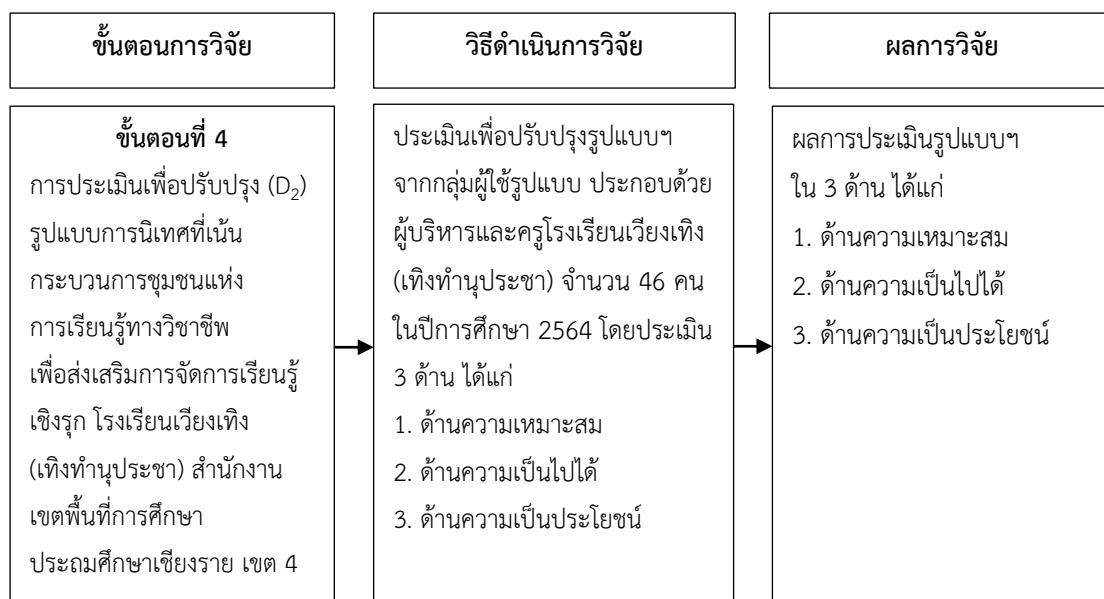 ขั้นตอนการวิจัย
วิธีดำเนินการวิจัย
ผลการวิจัย
ขั้นตอนที่ 4
การประเมินเพื่อปรับปรุง (D₂)
รูปแบบการนิเทศที่เน้น
กระบวนการชุมชนแห่ง
การเรียนรู้ทางวิชาชีพ
เพื่อส่งเสริมการจัดการเรียนรู้
เชิงรุก โรงเรียนเวียงเทิง
(เทิงทำนุประชา) สำนักงาน
เขตพื้นที่การศึกษา
ประถมศึกษาเชียงราย เขต 4
ประเมินเพื่อปรับปรุงรูปแบบฯ
จากกลุ่มผู้ใช้รูปแบบ ประกอบด้วย
ผู้บริหารและครูโรงเรียนเวียงเทิง
(เทิงทำนุประชา) จำนวน 46 คน
ในปีการศึกษา 2564 โดยประเมิน
3 ด้าน ได้แก่
1. ด้านความเหมาะสม
2. ด้านความเป็นไปได้
3. ด้านความเป็นประโยชน์
ผลการประเมินรูปแบบฯ
ใน 3 ด้าน ได้แก่
1. ด้านความเหมาะสม
2. ด้านความเป็นไปได้
3. ด้านความเป็นประโยชน์